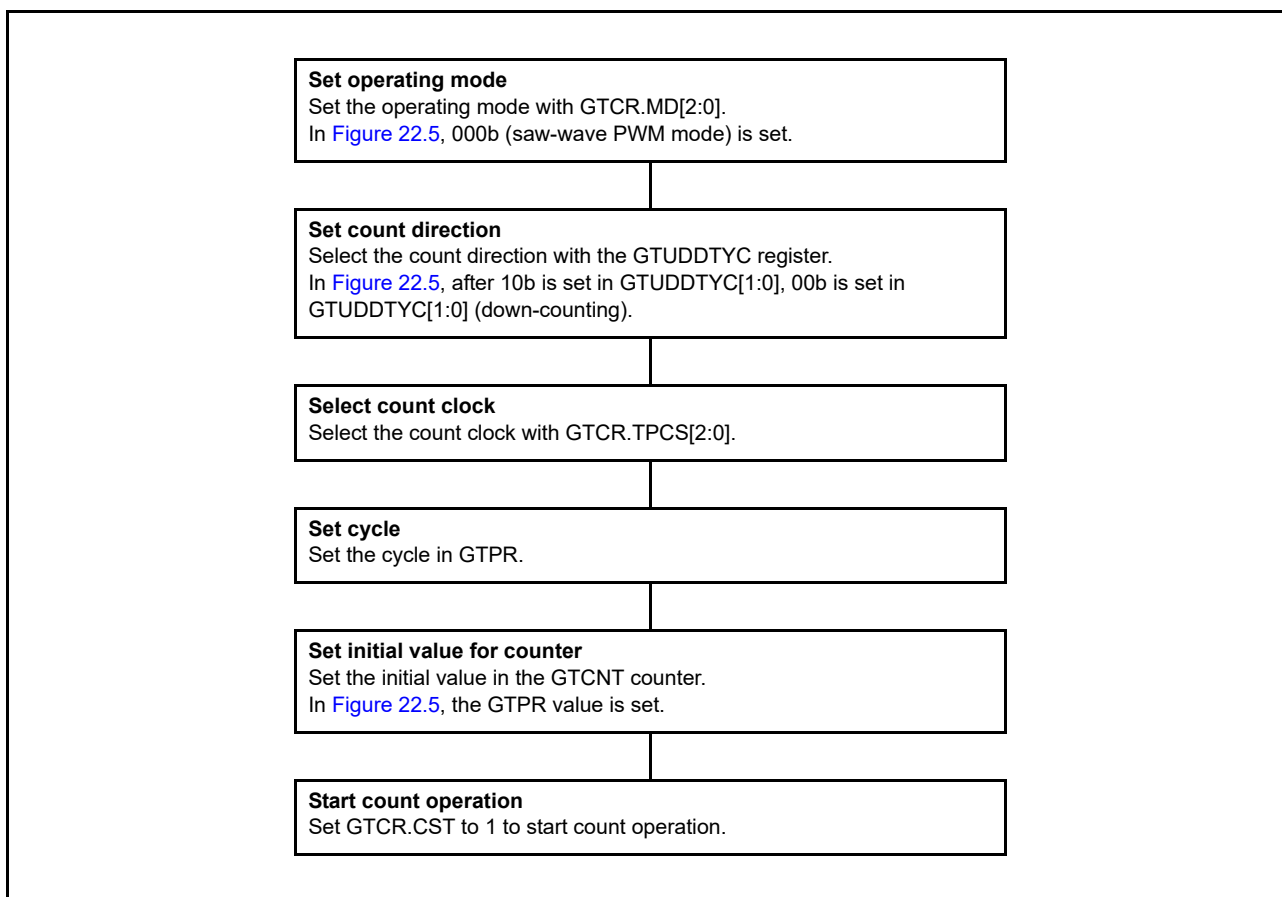 Set operating mode
Set the operating mode with GTCR.MD[2:0].
In Figure 22.5, 000b (saw-wave PWM mode) is set.
Set count direction
Select the count direction with the GTUDDTYC register.
In Figure 22.5, after 10b is set in GTUDDTYC[1:0], 00b is set in
GTUDDTYC[1:0] (down-counting).
Select count clock
Select the count clock with GTCR.TPCS[2:0].
Set cycle
Set the cycle in GTPR.
Set initial value for counter
Set the initial value in the GTCNT counter.
In Figure 22.5, the GTPR value is set.
Start count operation
Set GTCR.CST to 1 to start count operation.